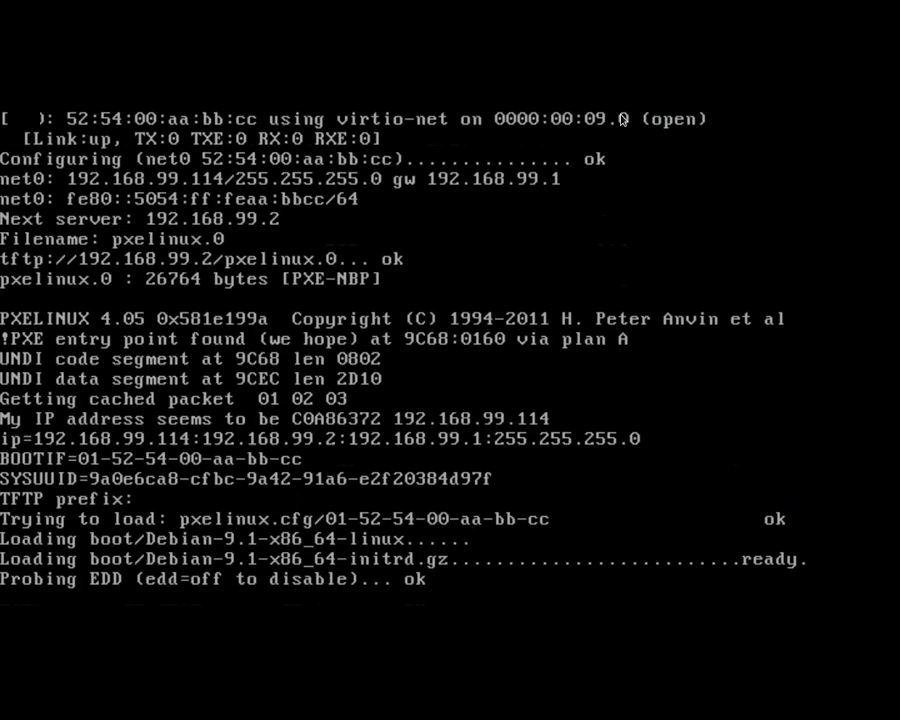 [   ): 52:54:00:aa:bb:cc using virtio-net on 0000:00:09.0 (open)
[Link:up, TX:0 TXE:0 RX:0 RXE:0]
Configuring (net0 52:54:00:aa:bb:cc)............... ok
net0: 192.168.99.114/255.255.255.0 gw 192.168.99.1
net0: fe80::5054:ff:feaa:bbcc/64
Next server: 192.168.99.2
Filename: pxelinux.0
tftp://192.168.99.2/pxelinux.0... ok
pxelinux.0 : 26764 bytes [PXE-NBP]
PXELINUX 4.05 0x581e199a  Copyright (C) 1994-2011 H. Peter Anvin et al
!PXE entry point found (we hope) at 9C68:0160 via plan A
UNDI code segment at 9C68 len 0802
UNDI data segment at 9CEC len 2D10
Getting cached packet  01 02 03
My IP address seems to be C0A86372 192.168.99.114
ip=192.168.99.114:192.168.99.2:192.168.99.1:255.255.255.0
BOOTIF=01-52-54-00-aa-bb-cc
SYSUUID=9a0e6ca8-cfbc-9a42-91a6-e2f20384d97f
TFTP prefix:
Trying to load: pxelinux.cfg/01-52-54-00-aa-bb-cc                   ok
Loading boot/Debian-9.1-x86_64-linux......
Loading boot/Debian-9.1-x86_64-initrd.gz..........................ready.
Probing EDD (edd=off to disable)... ok